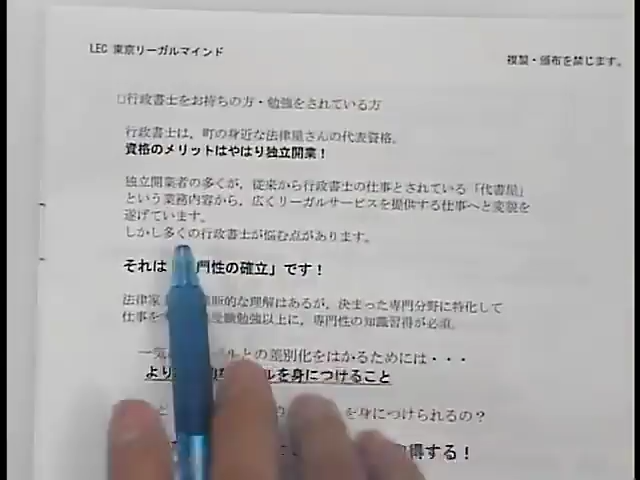 LEC 東京リーガルマインド
複製・頒布を禁じます。
□行政書士をお持ちの方・勉強をされている方
行政書士は、町の身近な法律屋さんの代表資格。
資格のメリットはやはり独立開業！
独立開業者の多くが、従来から行政書士の仕事とされている「代書屋」
という業務内容から、広くリーガルサービスを提供する仕事へと変貌を
遂げています。
しかし多くの行政書士が悩む点があります。
それは 門性の確立」です！
法律家 的な理解はあるが、決まった専門分野に特化して
仕事を 受験勉強以上に、専門性の知識習得が必須。
一気 ルとの差別化をはかるためには・・・
より ルを身につけること
と を身につけられるの？
得する！